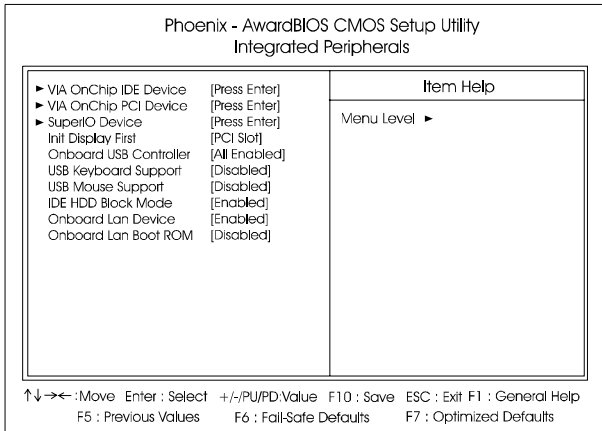 Phoenix - AwardBIOS CMOS Setup Utility
Integrated Peripherals
► VIA OnChip IDE Device [Press Enter]
► VIA OnChip PCI Device [Press Enter]
► SuperIO Device [Press Enter]
Init Display First [PCI Slot]
Onboard USB Controller [All Enabled]
USB Keyboard Support [Disabled]
USB Mouse Support [Disabled]
IDE HDD Block Mode [Enabled]
Onboard Lan Device [Enabled]
Onboard Lan Boot ROM [Disabled]
Item Help
Menu Level ►
↑↓→←:Move Enter : Select +/-/PU/PD:Value F10 : Save ESC : Exit F1 : General Help
F5 : Previous Values F6 : Fail-Safe Defaults F7 : Optimized Defaults